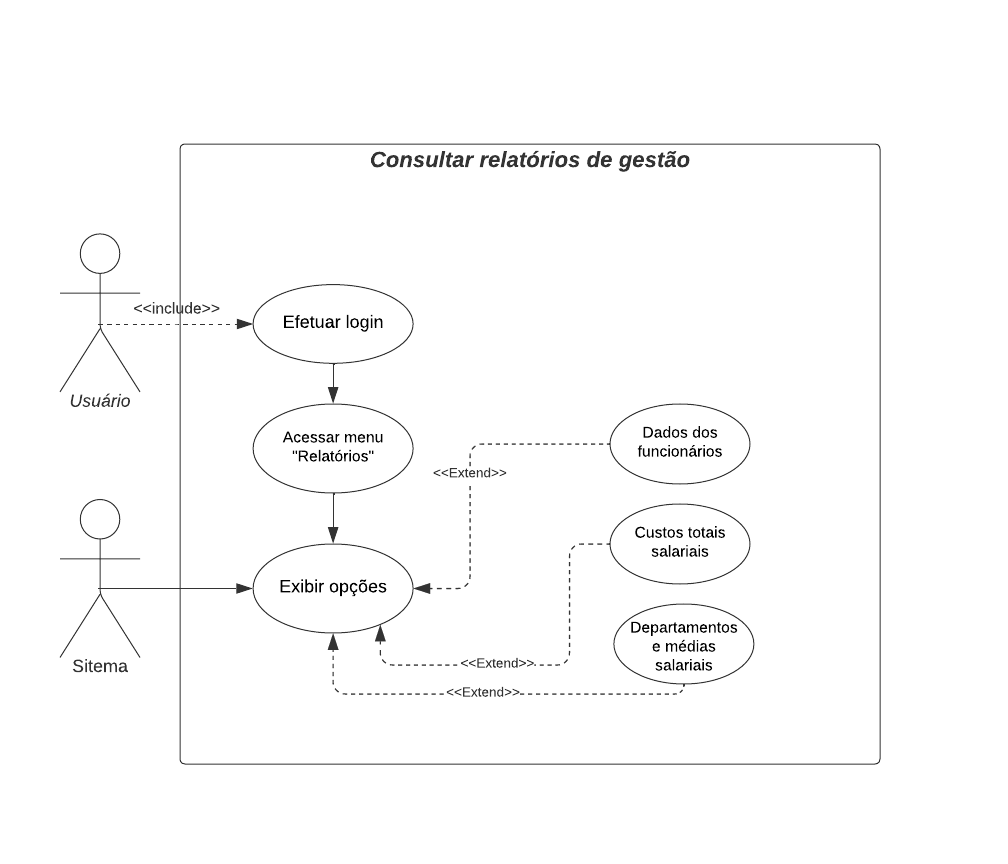 Consultar relatórios de gestão
<<include>>
Efetuar login
Usuário
Acessar menu
"Relatórios"
Dados dos
funcionários
<<Extend>>
Custos totais
salariais
Exibir opções
Sitema
Departamentos
e médias
salariais
<<Extend>>
<<Extend>>